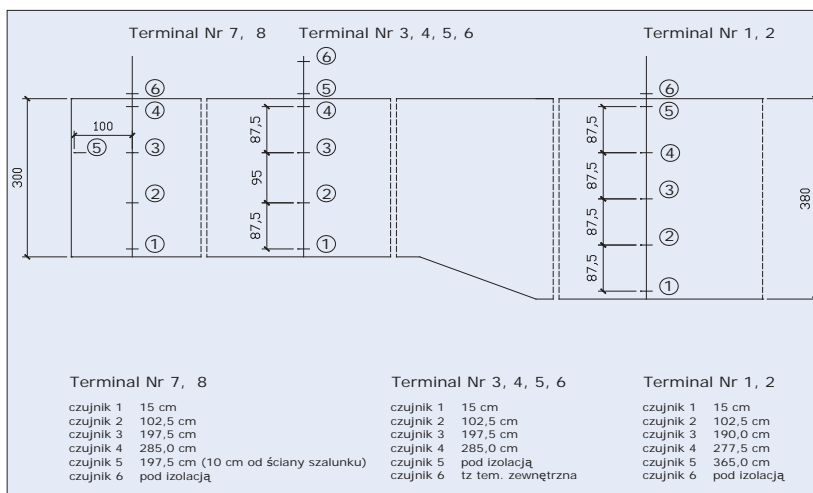 Terminal Nr 7, 8
Terminal Nr 3, 4, 5, 6
Terminal Nr 1, 2
6
6
6
5
5
4
4
87,5
87,5
100
5
3
3
4
300
95
87,5
3
380
2
2
87,5
87,5
2
1
1
87,5
1
Terminal Nr 7, 8
czujnik 1 15 cm
czujnik 2 102,5 cm
czujnik 3 197,5 cm
czujnik 4 285,0 cm
czujnik 5 197,5 cm (10 cm od ściany szalunku)
czujnik 6 pod izolacją
Terminal Nr 3, 4, 5, 6
czujnik 1 15 cm
czujnik 2 102,5 cm
czujnik 3 197,5 cm
czujnik 4 285,0 cm
czujnik 5 pod izolacją
czujnik 6 tz tem. zewnętrzna
Terminal Nr 1, 2
czujnik 1 15 cm
czujnik 2 102,5 cm
czujnik 3 190,0 cm
czujnik 4 277,5 cm
czujnik 5 365,0 cm
czujnik 6 pod izolacją